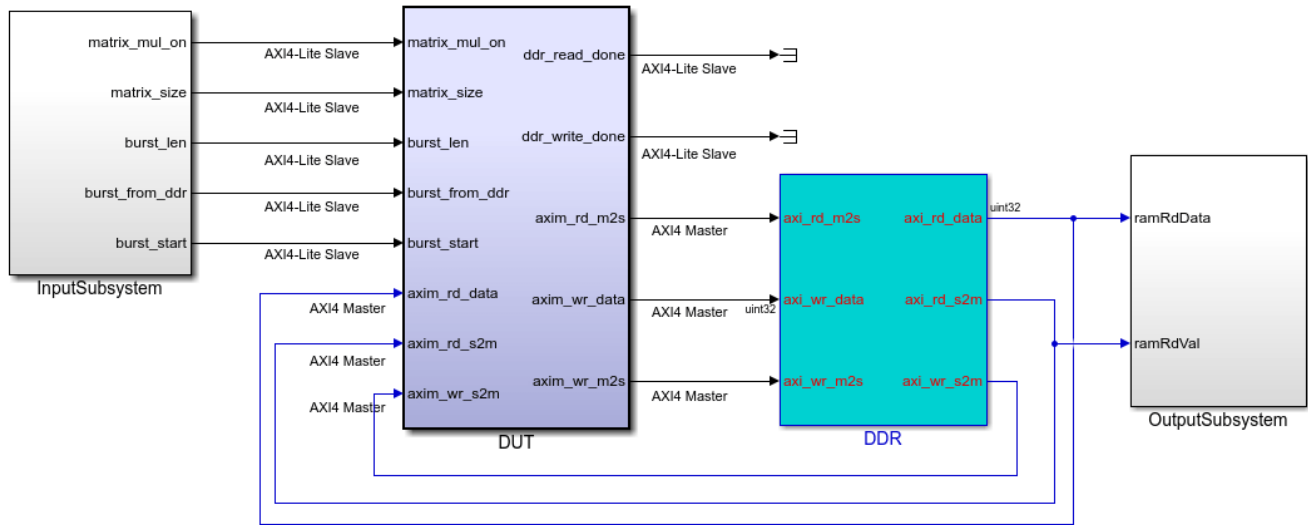 matrix_mul_on
matrix_size
burst_len
burst_from_ddr
burst_start
InputSubsystem
AXI4-Lite Slave
AXI4-Lite Slave
AXI4-Lite Slave
AXI4-Lite Slave
AXI4-Lite Slave
AXI4 Master
AXI4 Master
AXI4 Master
matrix_mul_on
matrix_size
burst_len
burst_from_ddr
burst_start
axim_rd_data
axim_rd_s2m
axim_wr_s2m
ddr_read_done
ddr_write_done
axim_rd_m2s
axim_wr_data
axim_wr_m2s
DUT
AXI4-Lite Slave
AXI4-Lite Slave
AXI4 Master
AXI4 Master
uint32
AXI4 Master
axi_rd_m2s
axi_wr_data
axi_wr_m2s
axi_rd_data
axi_rd_s2m
axi_wr_s2m
DDR
uint32
ramRdData
ramRdVal
OutputSubsystem